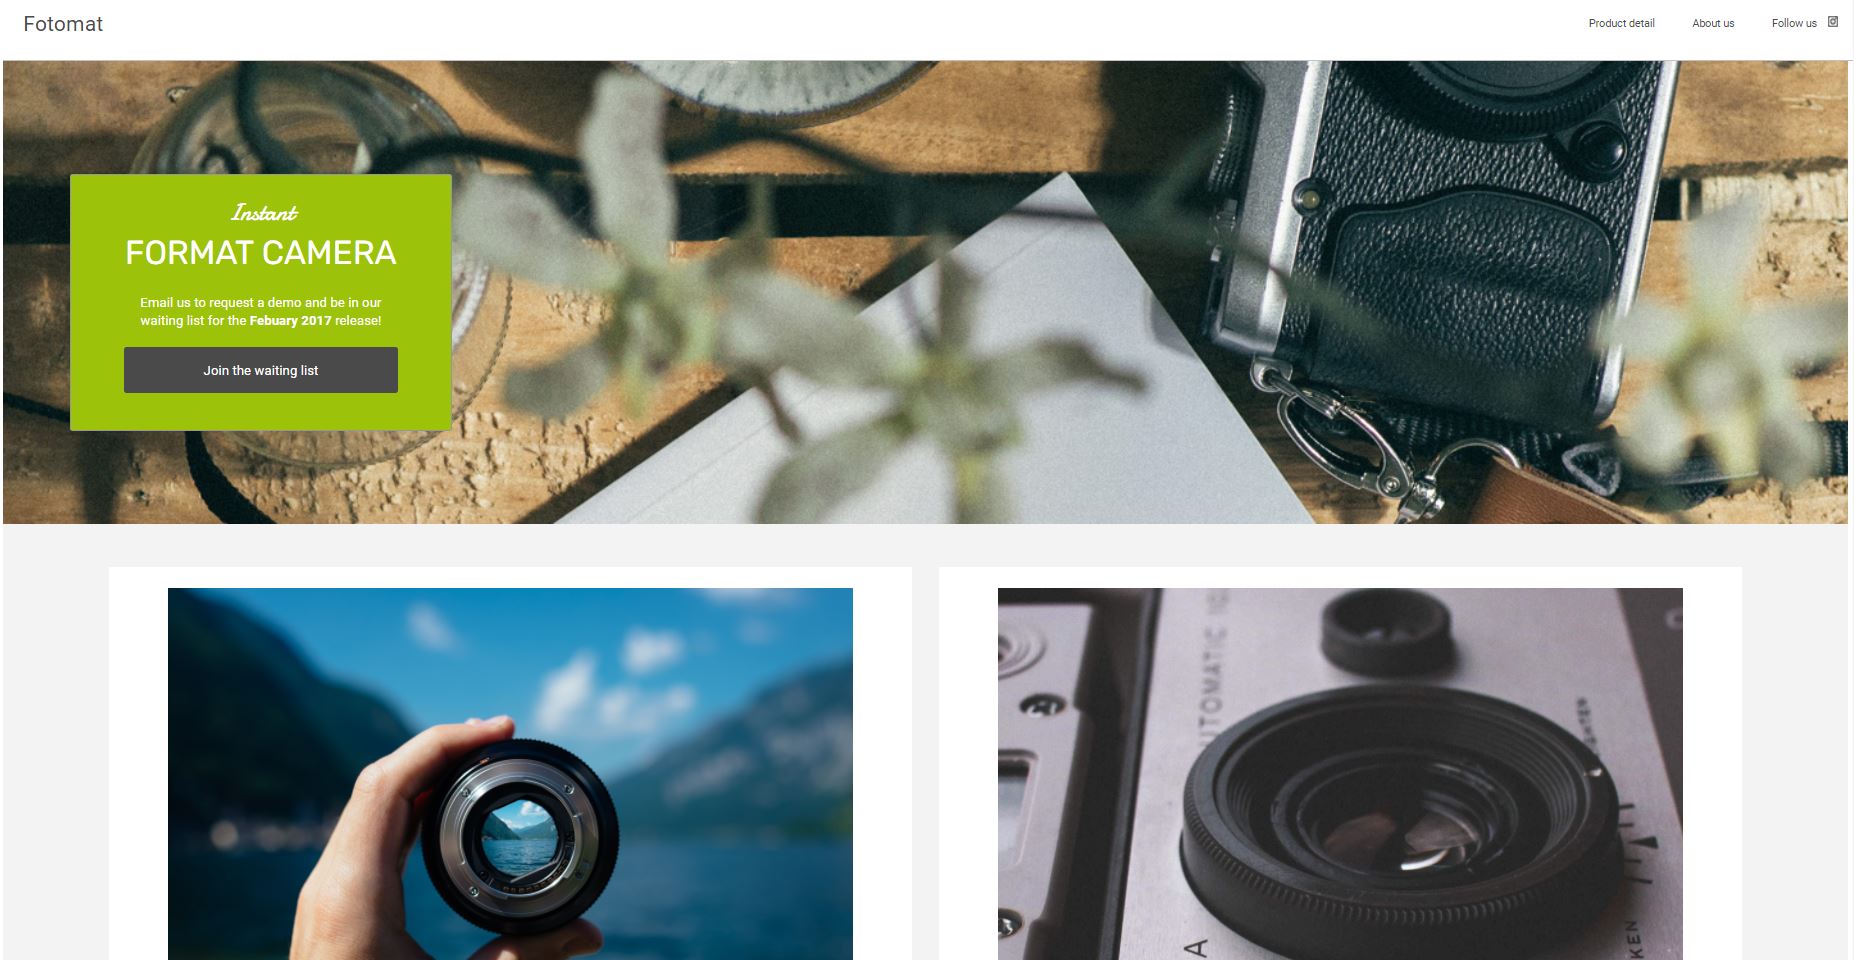 Fotomat
Product detail About us Follow us
Instant
FORMAT CAMERA
Email us to request a demo and be in our
waiting list for the Febuary 2017 release!
Join the waiting list
A